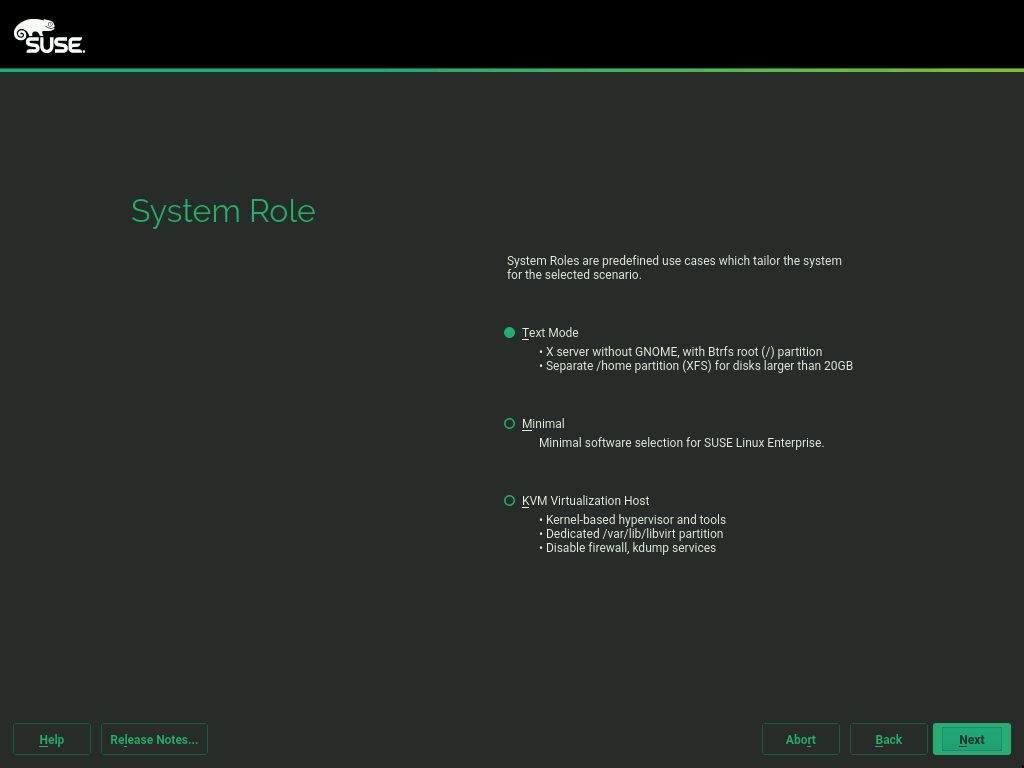 SUSE.
System Role
System Roles are predefined use cases which tailor the system
for the selected scenario.
Text Mode
• X server without GNOME, with Btrfs root (/) partition
• Separate /home partition (XFS) for disks larger than 20GB
Minimal
Minimal software selection for SUSE Linux Enterprise.
KVM Virtualization Host
• Kernel-based hypervisor and tools
• Dedicated /var/lib/libvirt partition
• Disable firewall, kdump services
Help Release Notes... Abort Back Next